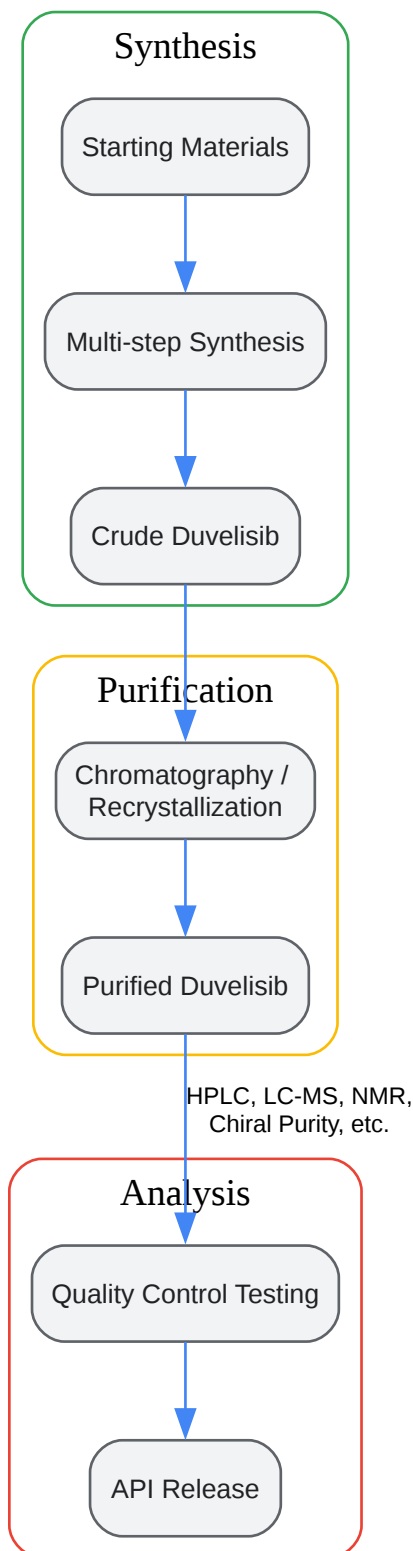 Synthesis
Starting Materials
Multi-step Synthesis
Crude Duvelisib
Purification
Chromatography /
Recrystallization
Purified Duvelisib
HPLC, LC-MS, NMR,
Chiral Purity, etc.
Analysis
Quality Control Testing
API Release